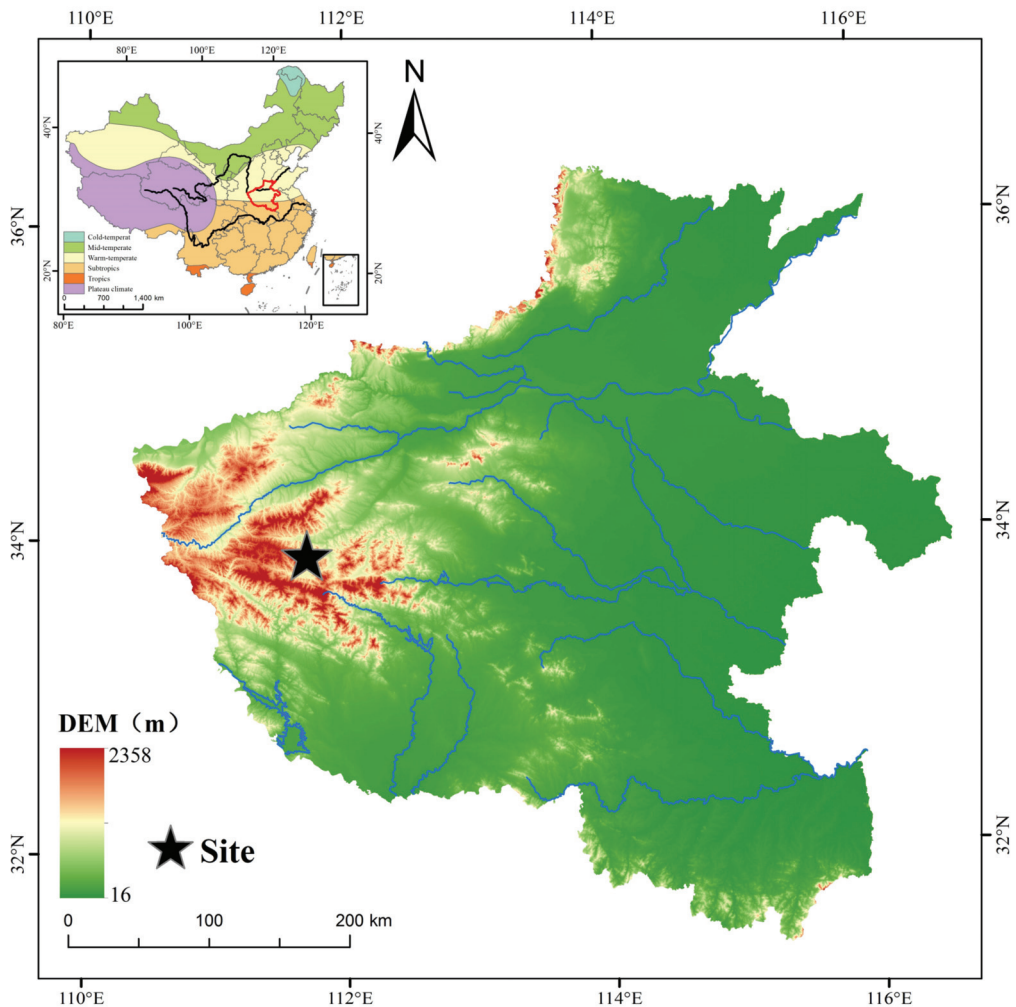 110°E 112°E 114°E 116°E
80°E 100°E 120°E
N
40°N 40°N
36°N 36°N
Cold-temperat
Mid-temperate
Warm-temperate
Subtropics
Tropics
Plateau climate
20°N 20°N
0 700 1,400 km
80°E 100°E 120°E
34°N 34°N
DEM（m）
2358
16
Site
32°N 32°N
0 100 200 km
110°E 112°E 114°E 116°E